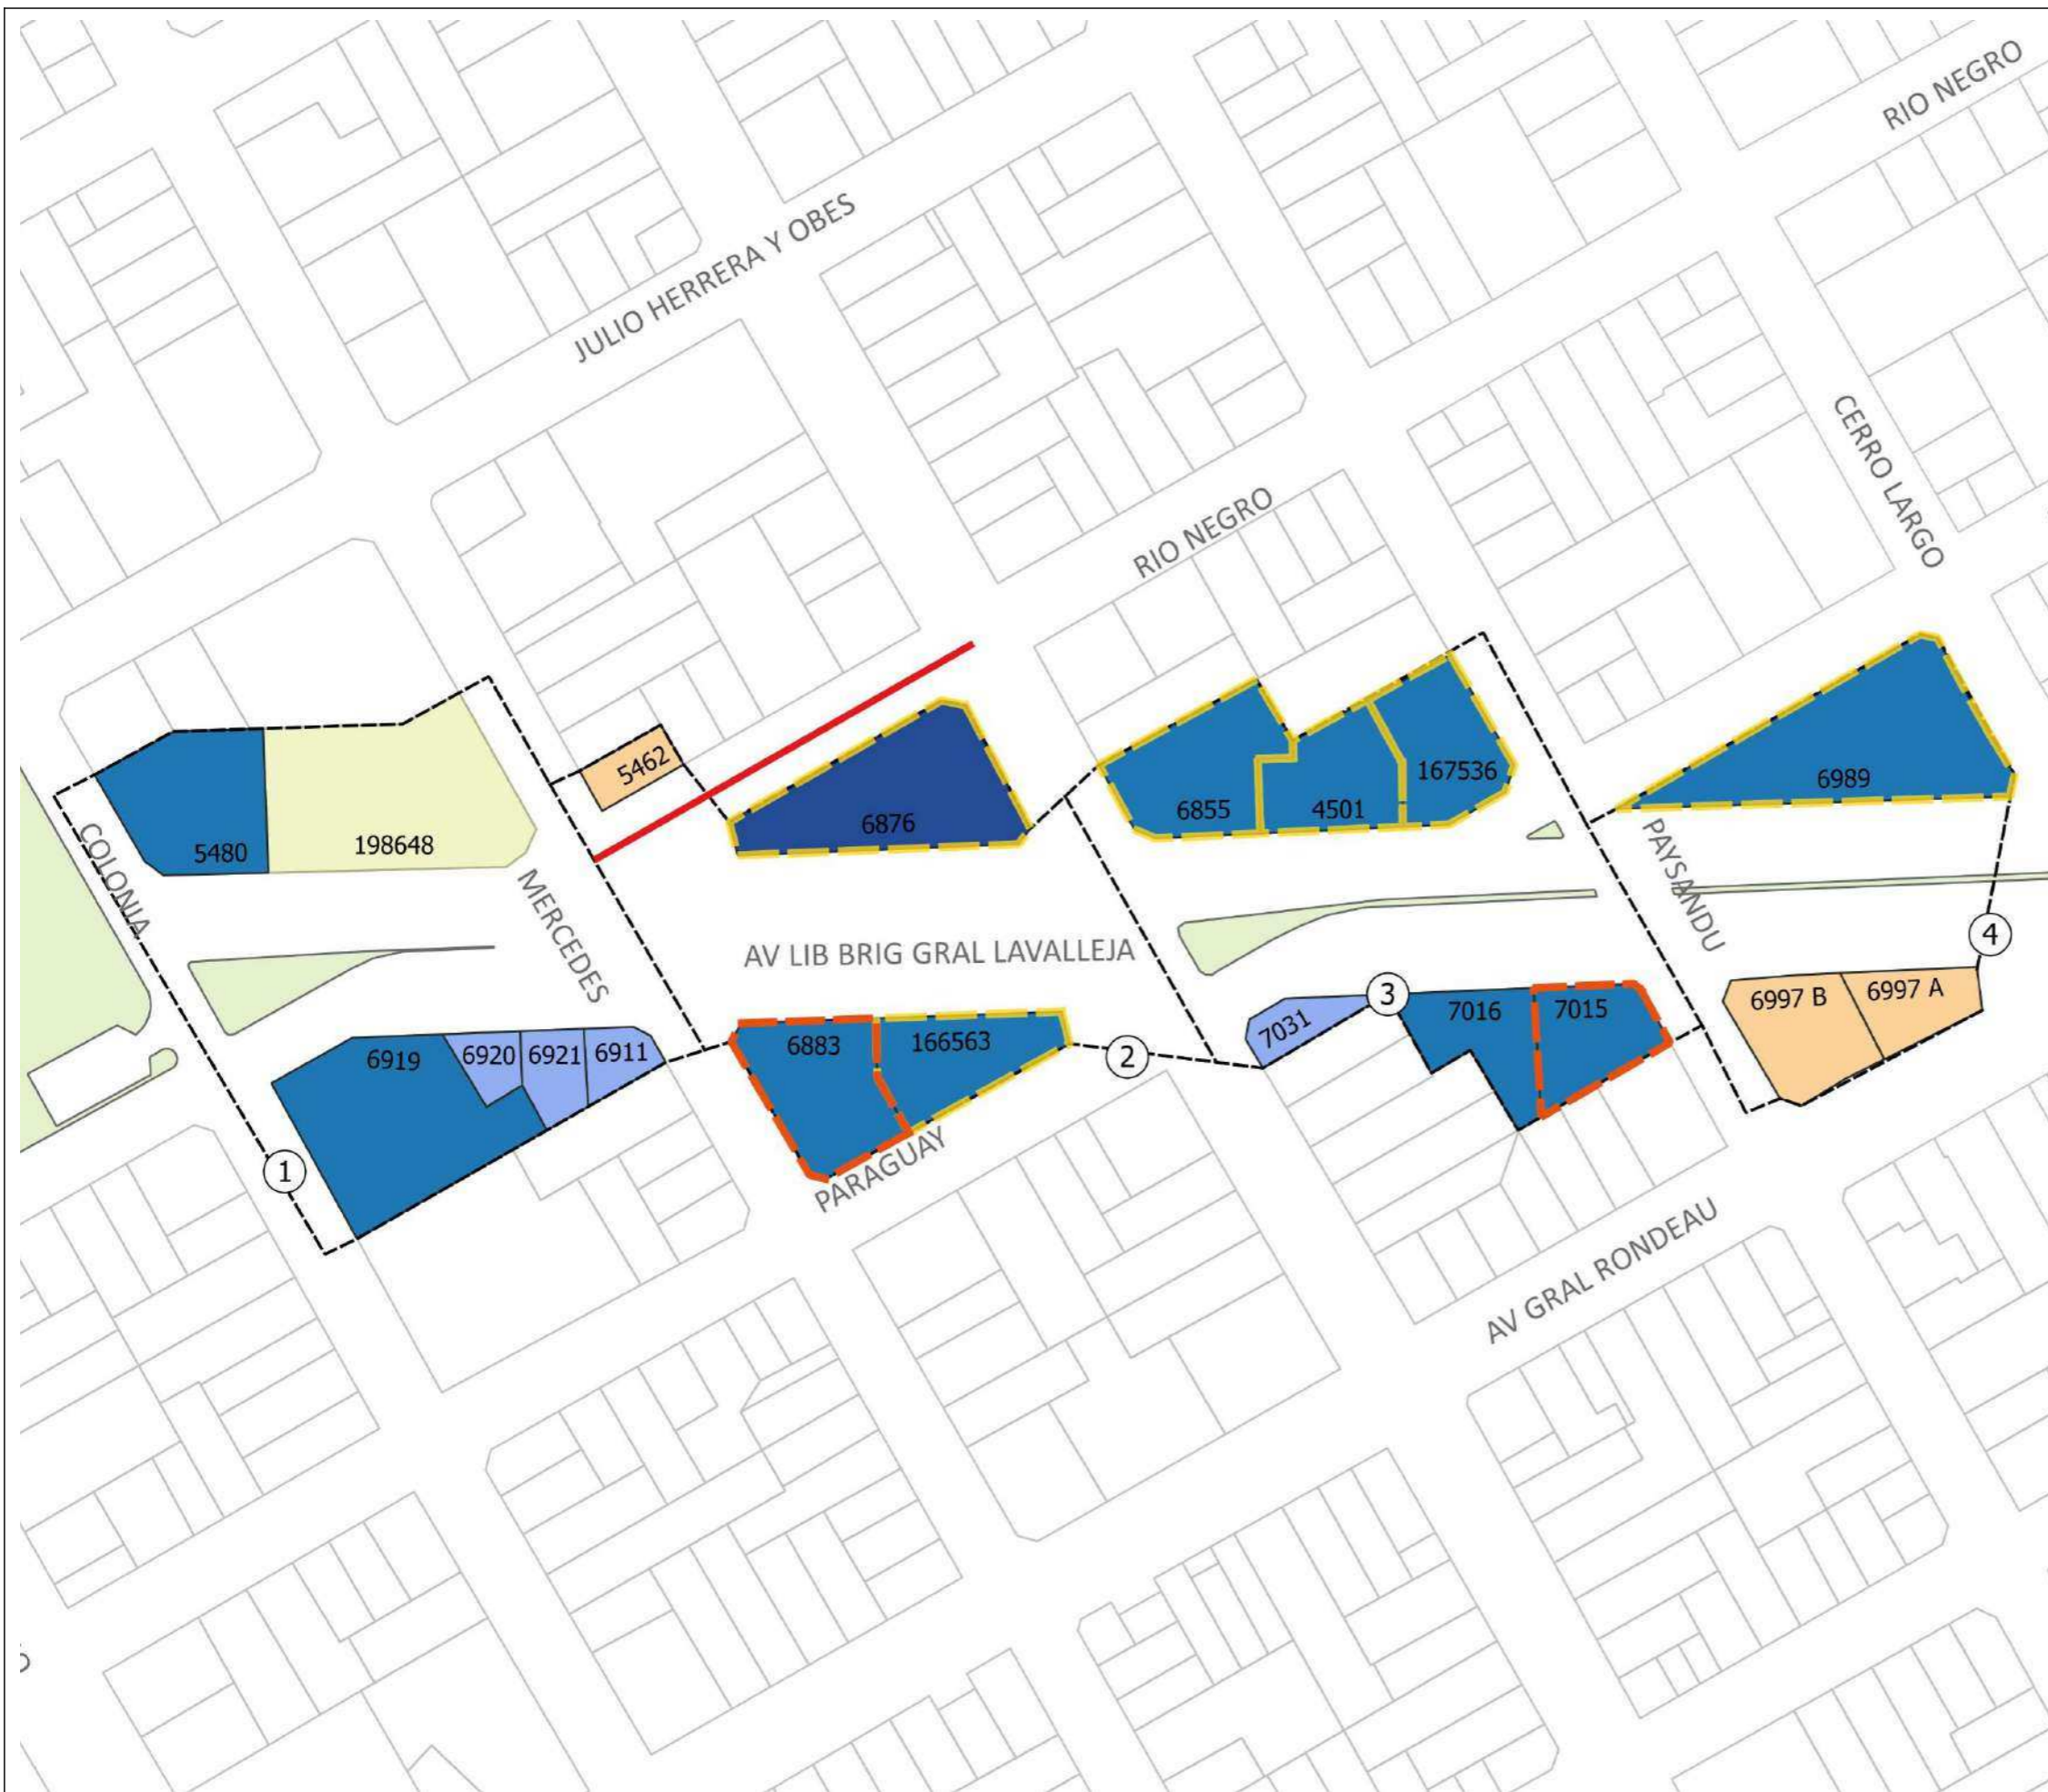 RIO NEGRO
JULIO HERRERA Y OBES
CERRO LARGO
RIO NEGRO
5462
167536
6989
6876
6855
4501
5480
198648
COLONIA
MERCEDES
PAYSANDU
AV LIB BRIG GRAL LAVALLEJA
4
3
6997 B
6997 A
7031
7016
7015
6919
6920
6921
6911
6883
166563
2
1
PARAGUAY
AV GRAL RONDEAU